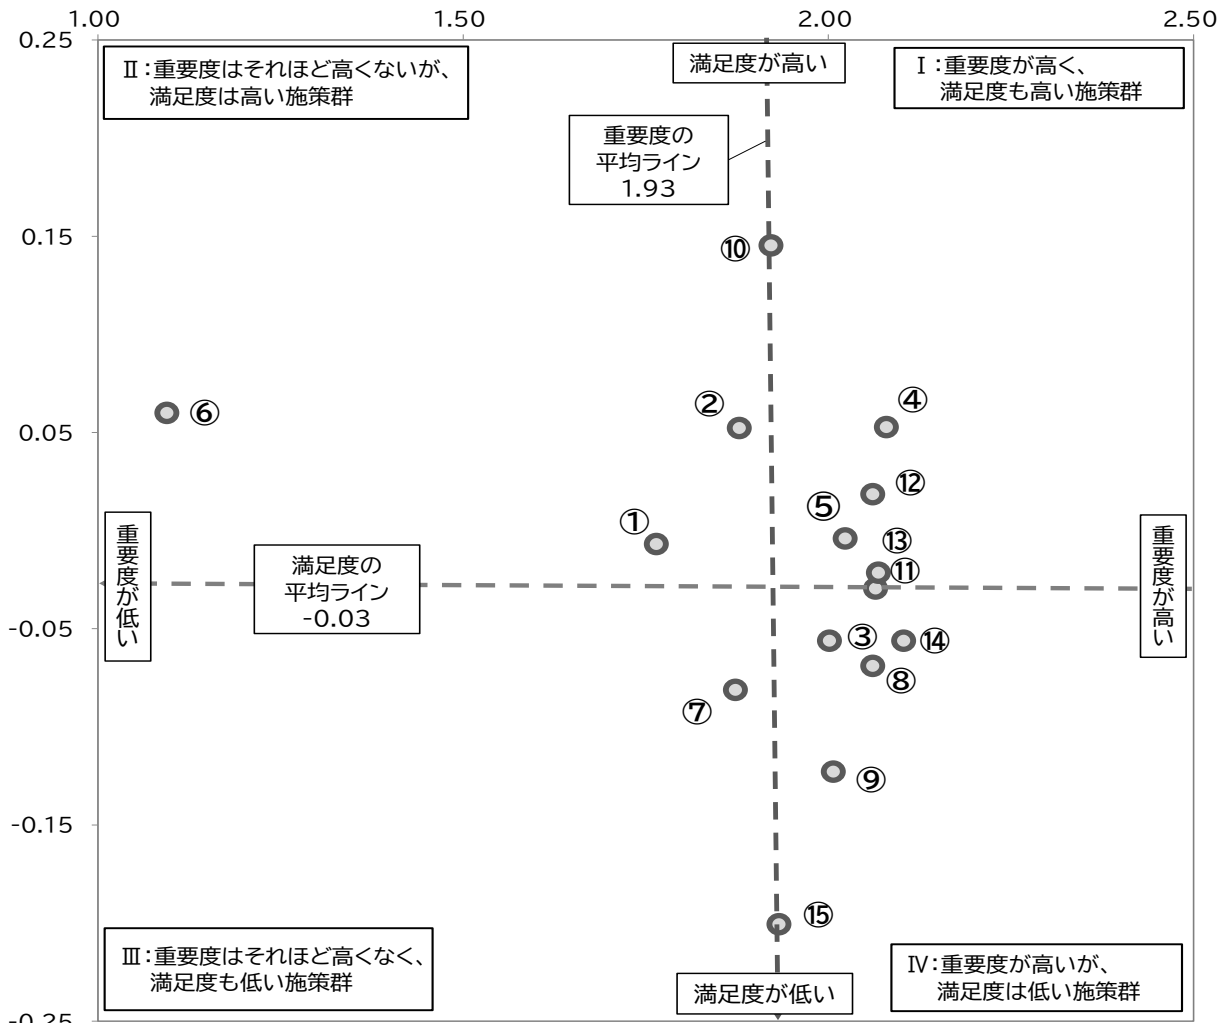 1.00 1.50 2.00 2.50
0.25
Ⅱ：重要度はそれほど高くないが、
満足度は高い施策群
満足度が高い
Ⅰ：重要度が高く、
満足度も高い施策群
重要度の
平均ライン
1.93
0.15
⑩
⑥
②
④
0.05
⑫
⑤
①
⑬
⑪
重要度が低い
満足度の
平均ライン
-0.03
重要度が高い
-0.05
③
⑭
⑧
⑦
⑨
-0.15
⑮
Ⅲ：重要度はそれほど高くなく、
満足度も低い施策群
満足度が低い
Ⅳ：重要度が高いが、
満足度は低い施策群
-0.25